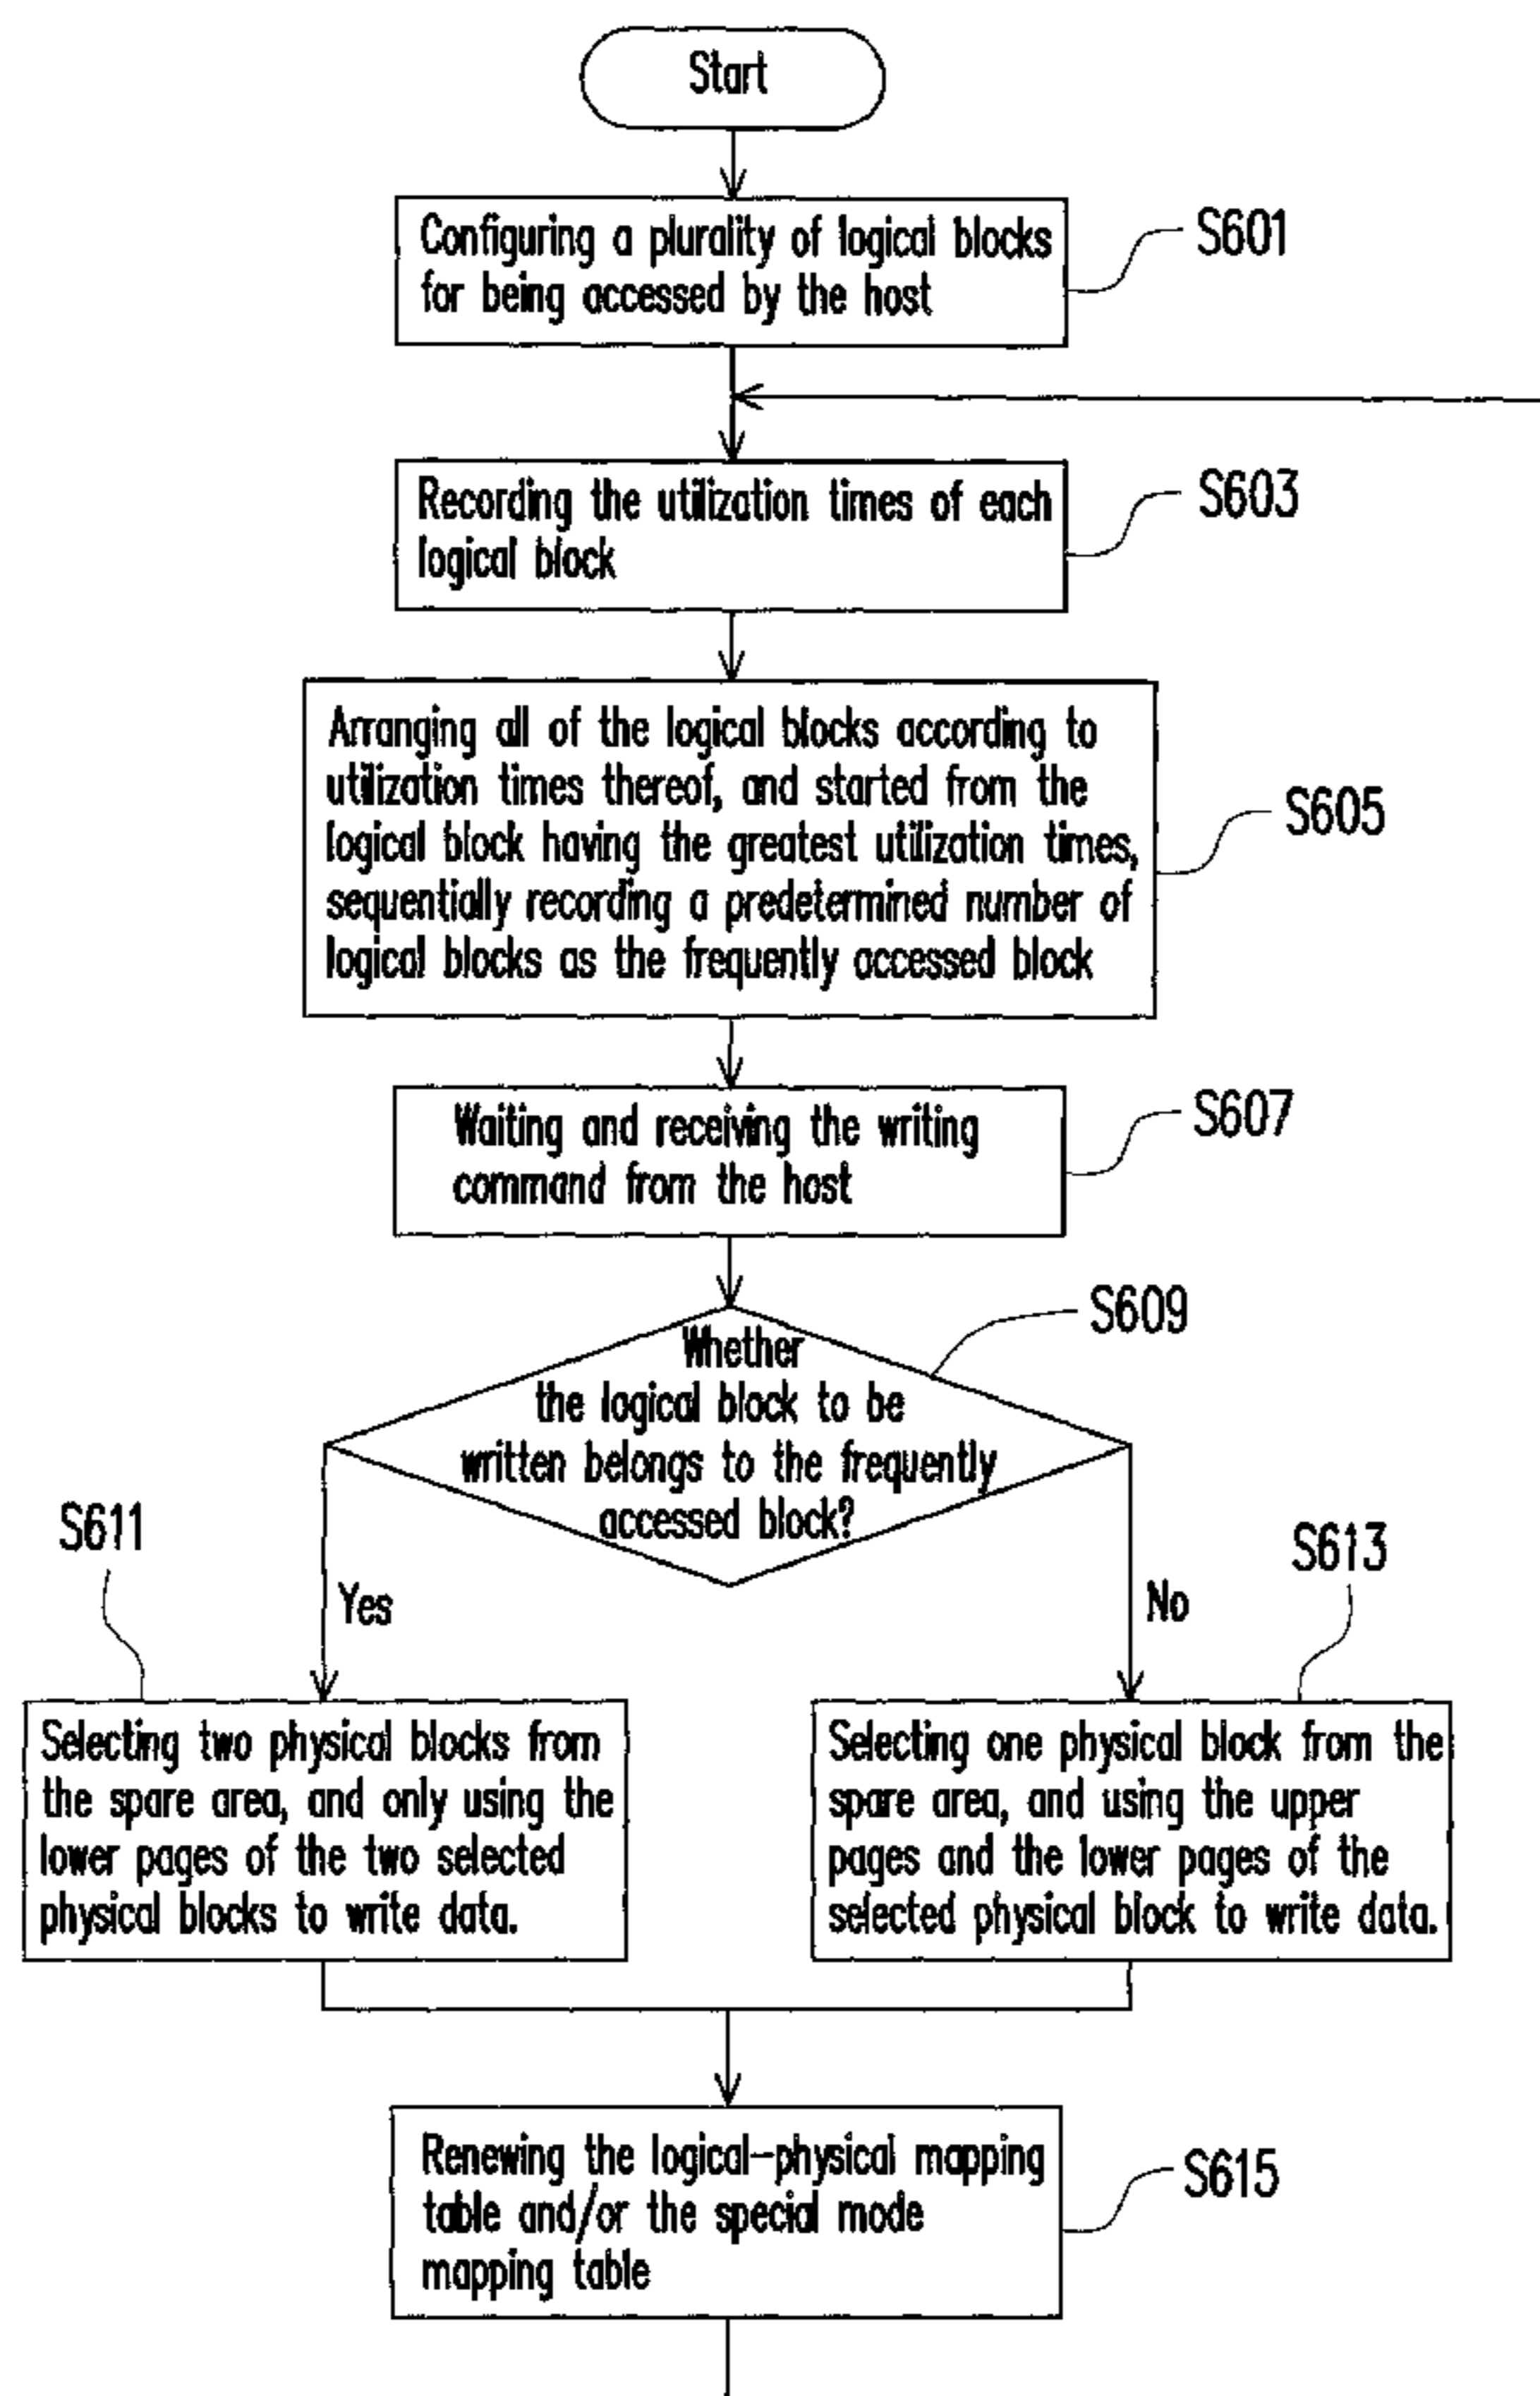 Start
Configuring a plurality of logical blocks
for being accessed by the host
S601
Recording the utilization times of each
logical block
S603
Arranging all of the logical blocks according to
utilization times thereof, and started from the
logical block having the greatest utilization times,
sequentially recording a predetermined number of
logical blocks as the frequently accessed block
S605
Waiting and receiving the writing
command from the host
S607
Whether
the logical block to be
written belongs to the frequently
accessed block?
S609
S611
Yes
No
S613
Selecting two physical blocks from
the spare area, and only using the
lower pages of the two selected
physical blocks to write data.
Selecting one physical block from the
spare area, and using the upper
pages and the lower pages of the
selected physical block to write data.
Renewing the logical-physical mapping
table and/or the special mode
mapping table
S615